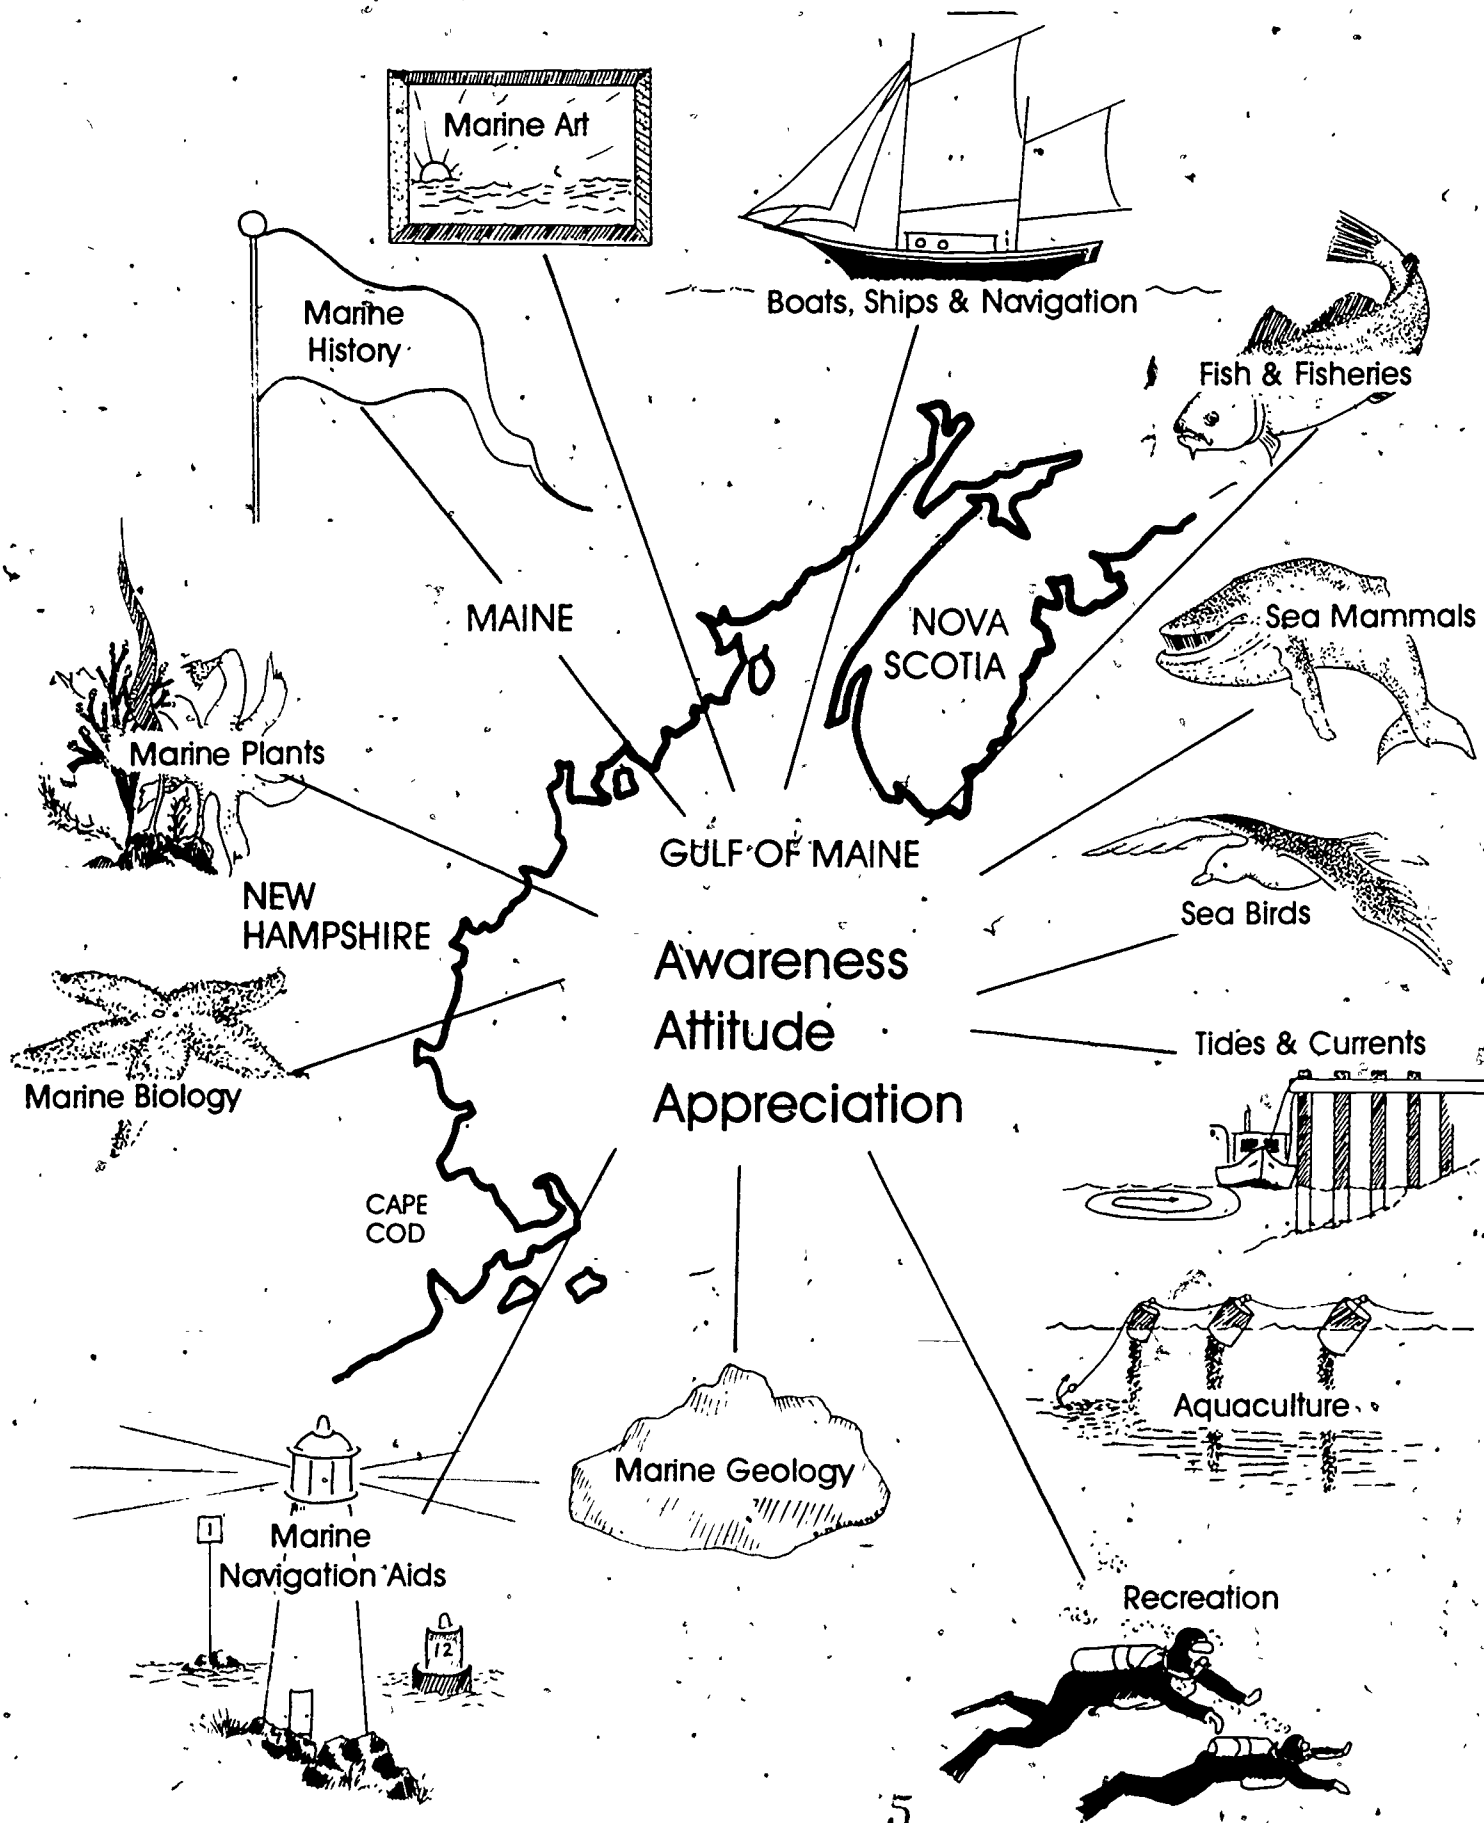 Marine Art
Boats, Ships & Navigation
Marine
History
Fish & Fisheries
MAINE
NOVA
SCOTIA
Sea Mammals
Marine Plants
GULF OF MAINE
NEW
HAMPSHIRE
Sea Birds
Awareness
Attitude
Appreciation
Tides & Currents
Marine Biology
CAPE
COD
Aquaculture
Marine Geology
1
Marine
Navigation Aids
Recreation
12
5